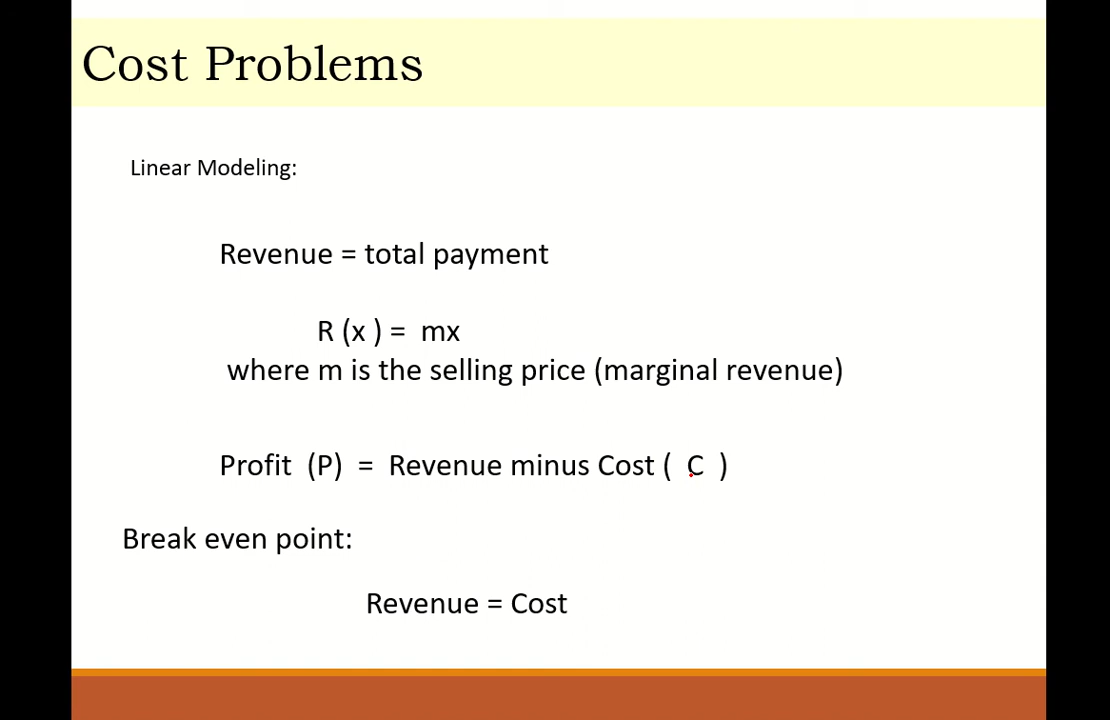 Cost Problems
Linear Modeling:
Revenue = total payment
R (x ) = mx
where m is the selling price (marginal revenue)
Profit (P) = Revenue minus Cost ( C )
Break even point:
Revenue = Cost